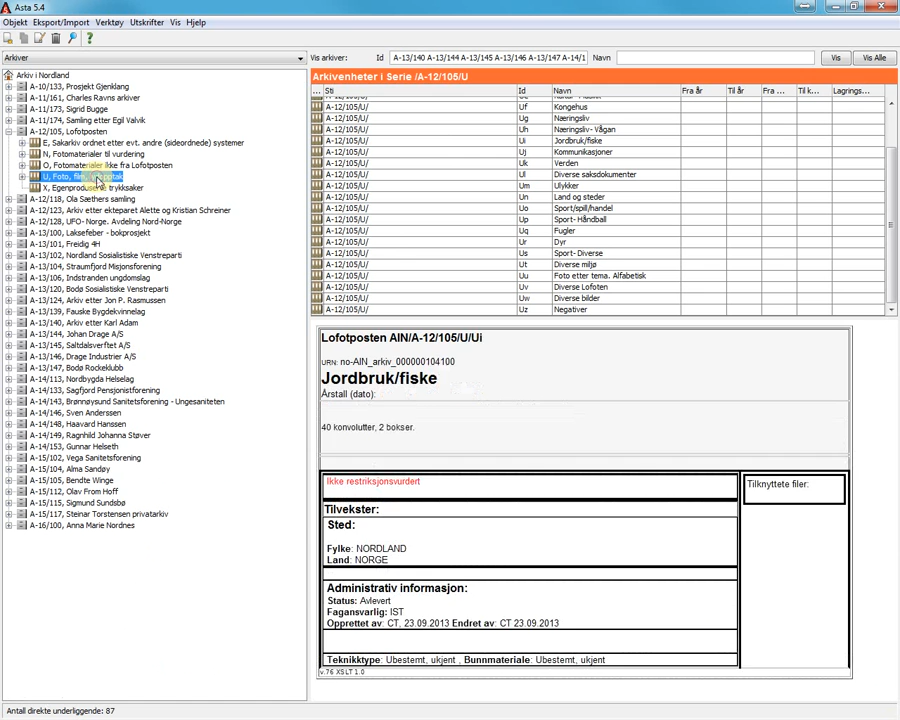 Asta 5.4
Objekt Eksport/Import Verktøy Utskrifter Vis Hjelp
Arkiver
Vis arkiver: Id A-13/140 A-13/144 A-13/145 A-13/146 A-13/147 A-14/1 Navn Vis Vis Alle
Arkiv i Nordland
A-10/133, Prosjekt Gjenklang
A-11/161, Charles Ravns arkiver
A-11/173, Sigrid Bugge
A-11/174, Samling etter Egil Valvik
A-12/105, Lofotposten
E, Sakarkiv ordnet etter evt. andre (sideordnede) systemer
N, Fotomaterialer til vurdering
O, Fotomaterialer ikke fra Lofotposten
U, Foto, film,
X, Egenproduserte trykksaker
A-12/118, Ola Sæthers samling
A-12/123, Arkiv etter ekteparet Alette og Kristian Schreiner
A-12/128, UFO- Norge. Avdeling Nord-Norge
A-13/100, Laksefeber - bokprosjekt
A-13/101, Freidig 4H
A-13/102, Nordland Sosialistiske Venstreparti
A-13/104, Straumfjord Misjonsforening
A-13/106, Indstranden ungdomslag
A-13/120, Bodø Sosialistiske Venstreparti
A-13/124, Arkiv etter Jon P. Rasmussen
A-13/139, Fauske Bygdekvinnelag
A-13/140, Arkiv etter Karl Adam
A-13/144, Johan Drage A/S
A-13/145, Saltdalsverftet A/S
A-13/146, Drage Industrier A/S
A-13/147, Bodø Rockeklubb
A-14/113, Nordbygda Helselag
A-14/133, Sagfjord Pensjonistforening
A-14/143, Brønnøysund Sanitetsforening - Ungesaniteten
A-14/146, Sven Anderssen
A-14/148, Haavard Hanssen
A-14/149, Ragnhild Johanna Støver
A-14/153, Gunnar Helseth
A-15/102, Vega Sanitetsforening
A-15/104, Alma Sandøy
A-15/105, Bendte Winge
A-15/112, Olav From Hoff
A-15/115, Sigmund Sundsbø
A-15/117, Steinar Torstensen privatarkiv
A-16/100, Anna Marie Nordnes
Arkivenheter i Serie /A-12/105/U
... Sti Id Navn Fra år Til år Fra ... Til k... Lagrings...
A-12/105/U/ Uf Kongehus
A-12/105/U/ Ug Næringsliv
A-12/105/U/ Uh Næringsliv- Vågan
A-12/105/U/ Ui Jordbruk/fiske
A-12/105/U/ Uj Kommunikasjoner
A-12/105/U/ Uk Verden
A-12/105/U/ Ul Diverse saksdokumenter
A-12/105/U/ Um Ulykker
A-12/105/U/ Un Land og steder
A-12/105/U/ Uo Sport/spill/handel
A-12/105/U/ Up Sport- Håndball
A-12/105/U/ Uq Fugler
A-12/105/U/ Ur Dyr
A-12/105/U/ Us Sport- Diverse
A-12/105/U/ Ut Diverse miljø
A-12/105/U/ Uu Foto etter tema. Alfabetisk
A-12/105/U/ Uv Diverse Lofoten
A-12/105/U/ Uw Diverse bilder
A-12/105/U/ Uz Negativer
Lofotposten AIN/A-12/105/U/Ui
URN: no-AIN_arkiv_000000104100
Jordbruk/fiske
Årstall (dato):
40 konvolutter, 2 bokser.
Ikke restriksjonsvurdert
Tilknyttete filer:
Tilvekster:
Sted:
Fylke: NORDLAND
Land: NORGE
Administrativ informasjon:
Status: Avlevert
Fagansvarlig: IST
Opprettet av: CT, 23.09.2013 Endret av: CT 23.09.2013
Teknikktype: Ubestemt, ukjent , Bunnmateriale: Ubestemt, ukjent
v.76 XSLT 1.0
Antall direkte underliggende: 87